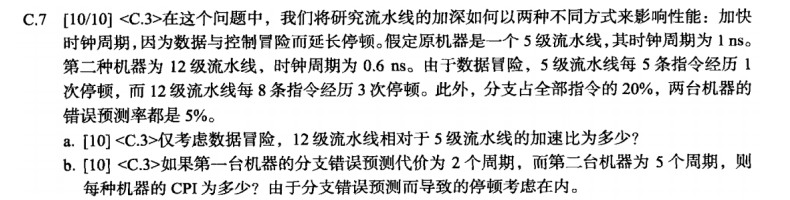 C.7 [10/10] <C.3>在这个问题中，我们将研究流水线的加深如何以两种不同方式来影响性能：加快
时钟周期，因为数据与控制冒险而延长停顿。假定原机器是一个 5 级流水线，其时钟周期为 1 ns。
第二种机器为 12 级流水线，时钟周期为 0.6 ns。由于数据冒险，5 级流水线每 5 条指令经历 1
次停顿，而 12 级流水线每 8 条指令经历 3 次停顿。此外，分支占全部指令的 20%，两台机器的
错误预测率都是 5%。
a. [10] <C.3>仅考虑数据冒险，12 级流水线相对于 5 级流水线的加速比为多少？
b. [10] <C.3>如果第一台机器的分支错误预测代价为 2 个周期，而第二台机器为 5 个周期，则
每种机器的 CPI 为多少？由于分支错误预测而导致的停顿考虑在内。